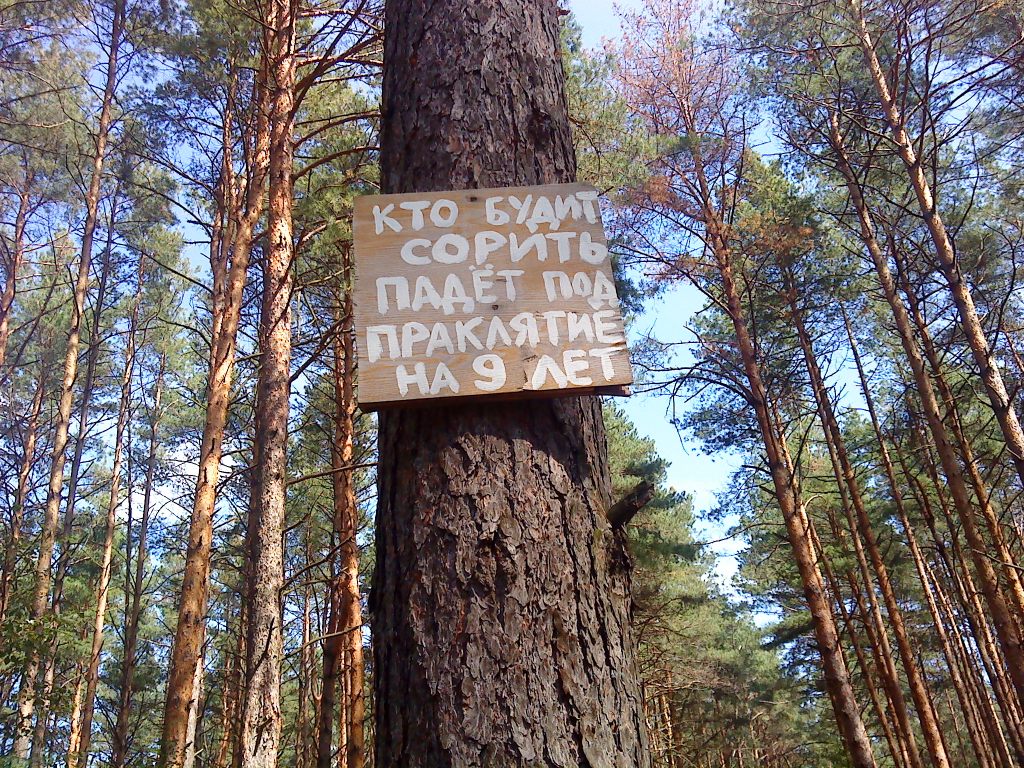 КТО БУДИТ
СОРИТЬ
ПАДЁТ ПОД
ПРАКЛЯТИЕ
НА 9 ЛЕТ